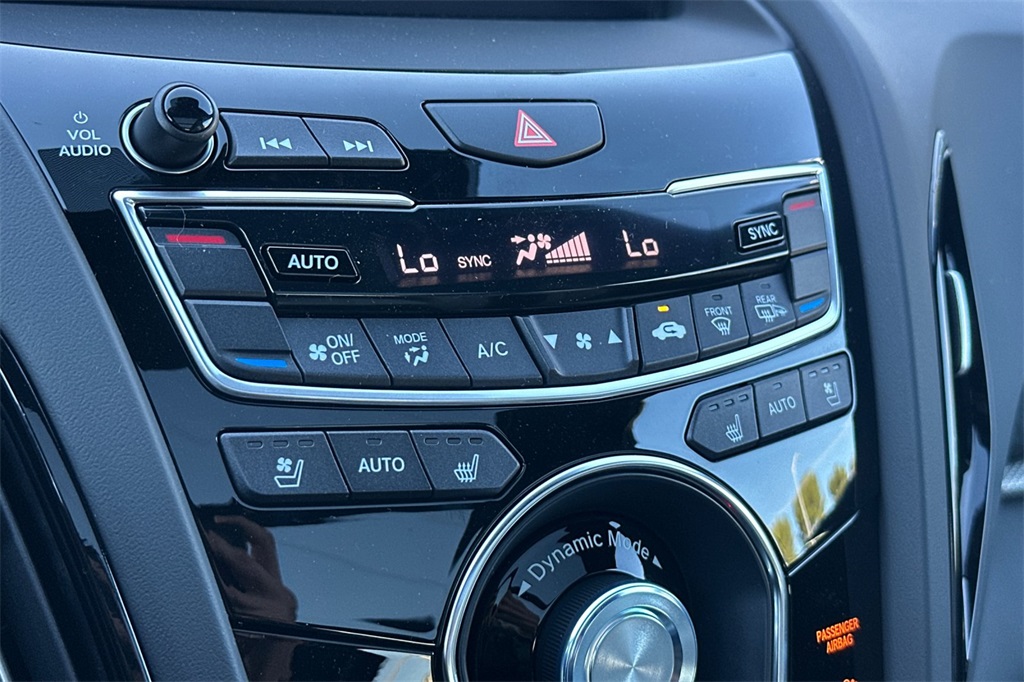 VOL
AUDIO
AUTO
Lo SYNC Lo
SYNC
ON/
OFF
MODE
A/C
FRONT
REAR
AUTO
AUTO
Dynamic Mode
PASSENGER
AIRBAG